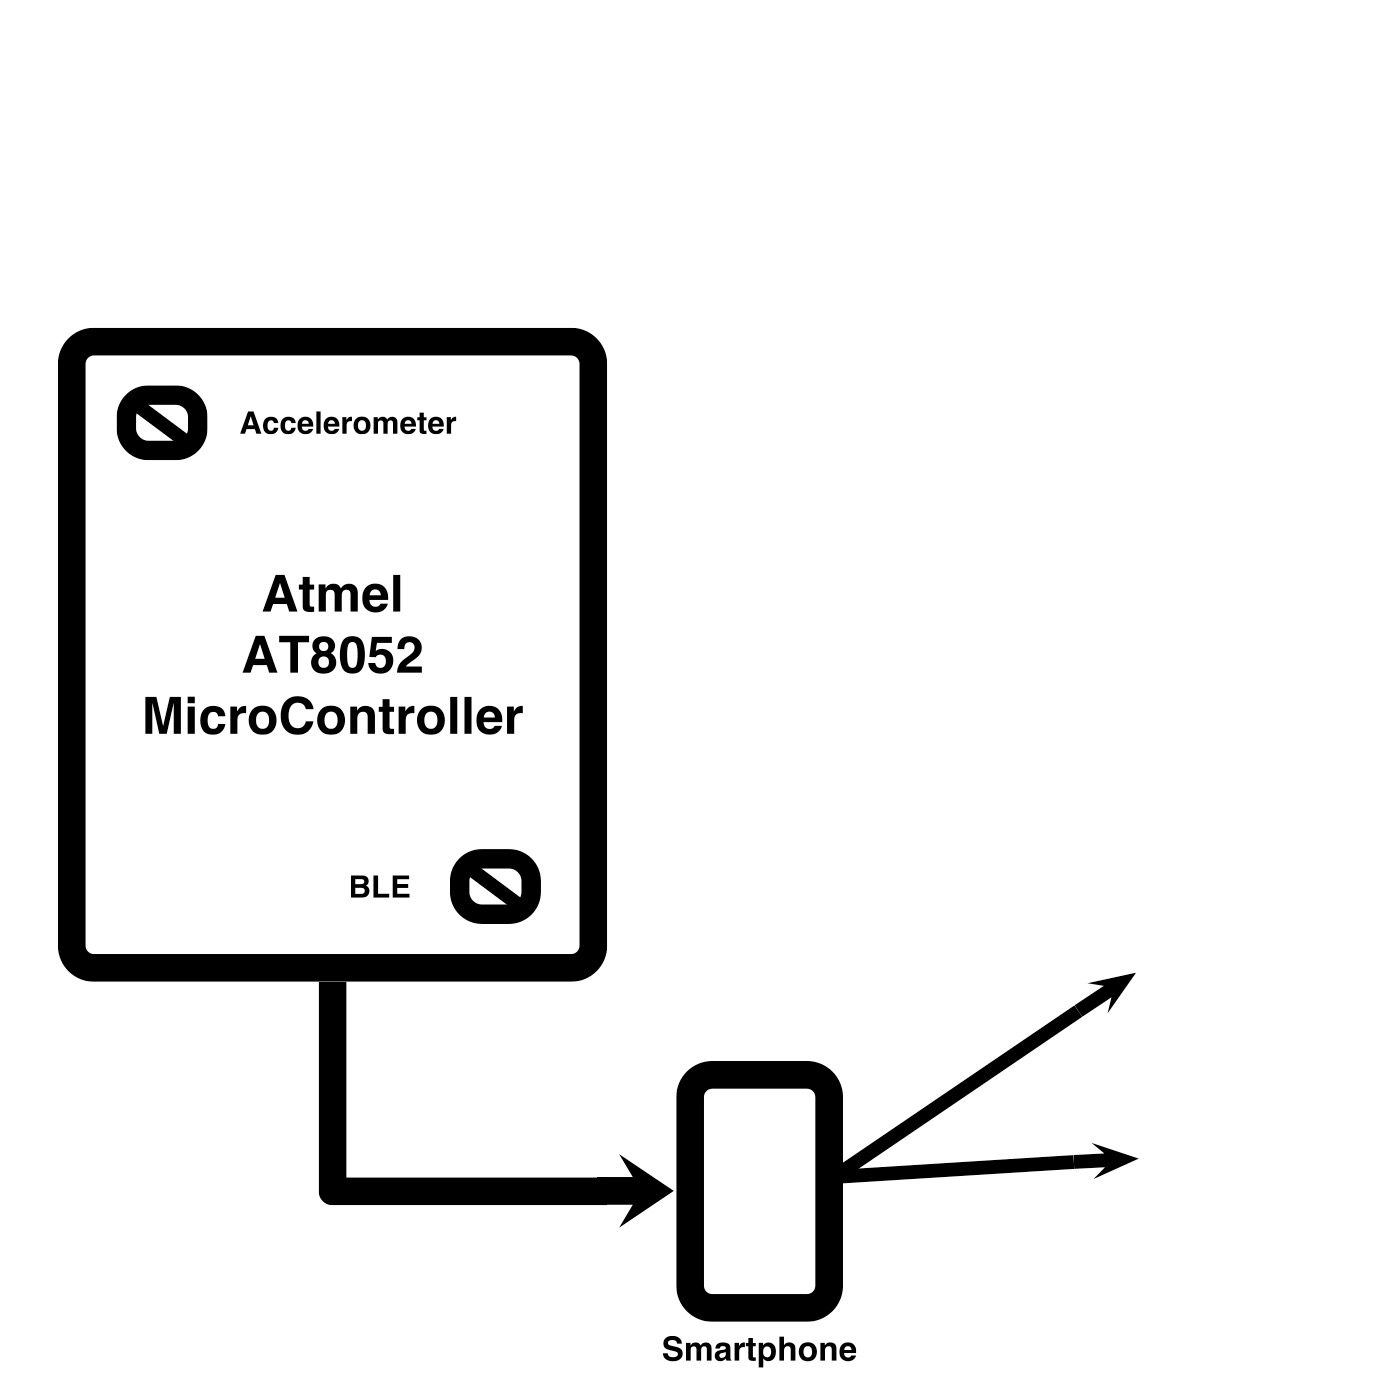 Accelerometer
Atmel
AT8052
MicroController
BLE
Smartphone